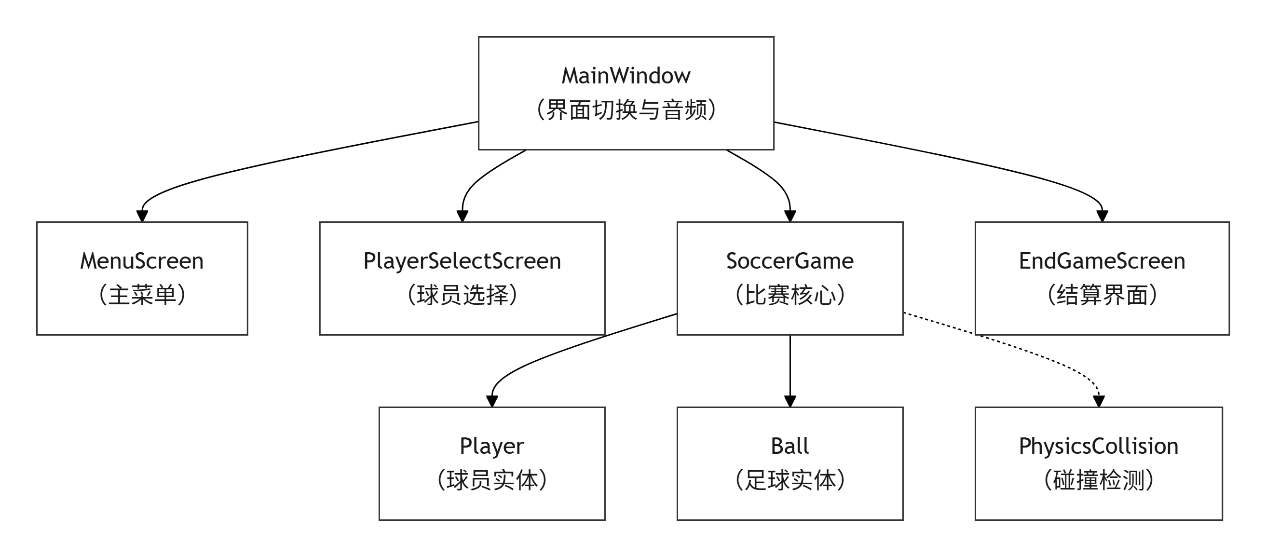 MainWindow
（界面切换与音频）
MenuScreen
（主菜单）
PlayerSelectScreen
（球员选择）
SoccerGame
（比赛核心）
EndGameScreen
（结算界面）
Player
（球员实体）
Ball
（足球实体）
PhysicsCollision
（碰撞检测）